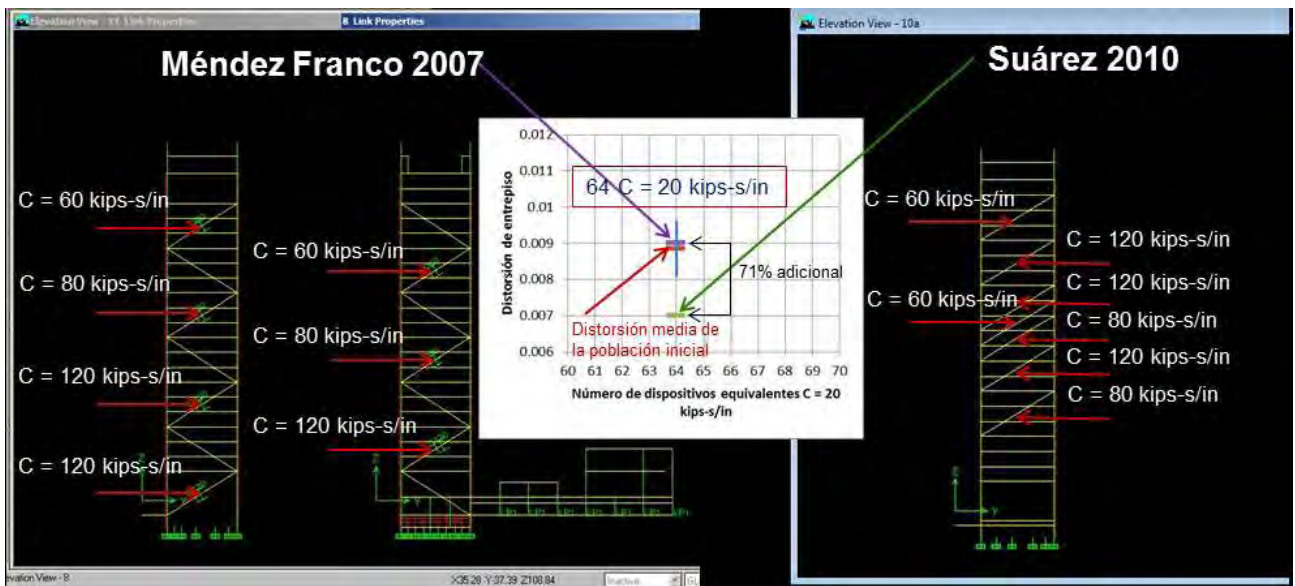 8 Link Properties
Elevation View - 10a
Méndez Franco 2007
Suárez 2010
C = 60 kips-s/in
C = 80 kips-s/in
C = 120 kips-s/in
C = 120 kips-s/in
C = 60 kips-s/in
C = 80 kips-s/in
C = 120 kips-s/in
Distorsión de entrepiso
0.012
0.011
0.01
0.009
0.008
0.007
0.006
64 C = 20 kips-s/in
71% adicional
Distorsión media de
la población inicial
60 61 62 63 64 65 66 67 68 69 70
Número de dispositivos equivalentes C = 20
kips-s/in
C = 60 kips-s/in
C = 60 kips-s/in
C = 120 kips-s/in
C = 120 kips-s/in
C = 80 kips-s/in
C = 120 kips-s/in
C = 80 kips-s/in
Z
Y
Z
Y
Z
Y
evation View - 8
X35.28 Y-37.39 Z108.84